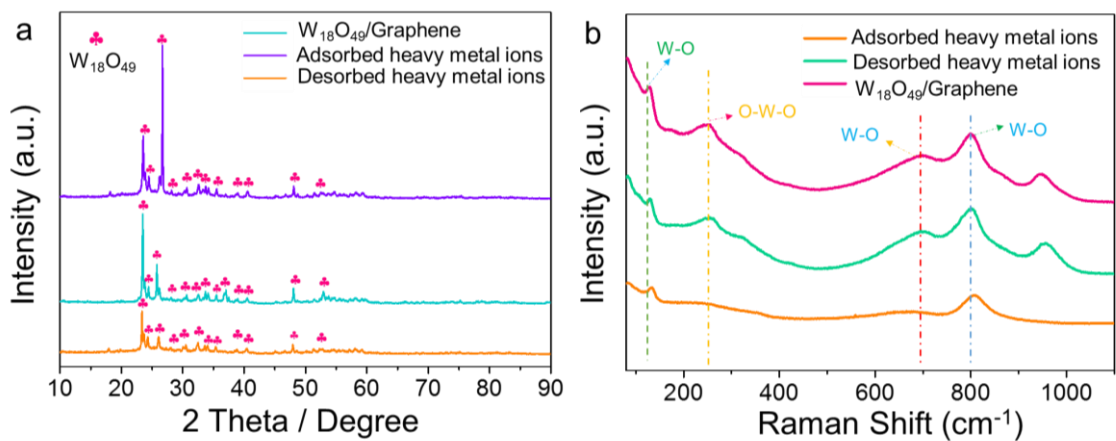 a
♣
W₁₈O₄₉
W₁₈O₄₉/Graphene
Adsorbed heavy metal ions
Desorbed heavy metal ions
Intensity (a.u.)
10 20 30 40 50 60 70 80 90
2 Theta / Degree
b
Adsorbed heavy metal ions
Desorbed heavy metal ions
W₁₈O₄₉/Graphene
W-O
O-W-O
W-O
W-O
Intensity (a.u.)
200 400 600 800 1000
Raman Shift (cm⁻¹)